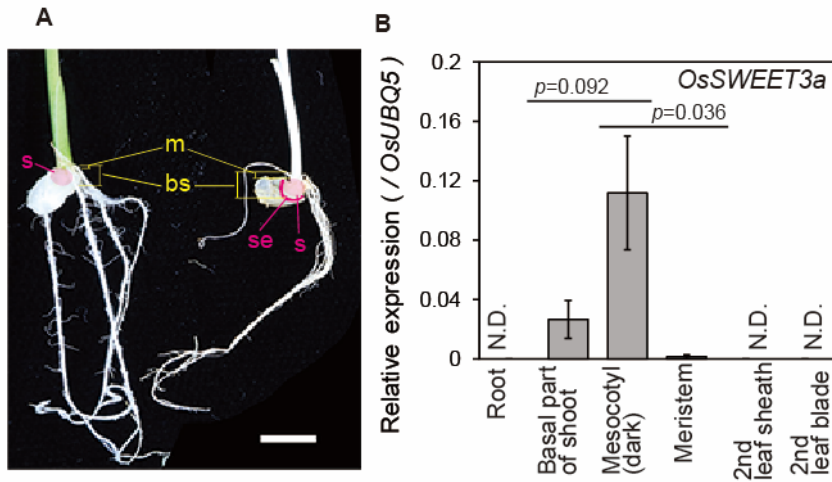 A
s
m
bs
se
s
B
OsSWEET3a
p=0.092
p=0.036
Relative expression ( / OsUBQ5)
0.2
0.16
0.12
0.08
0.04
0
N.D.
N.D.
N.D.
Root
Basal part
of shoot
Mesocotyl
(dark)
Meristem
2nd
leaf sheath
2nd
leaf blade